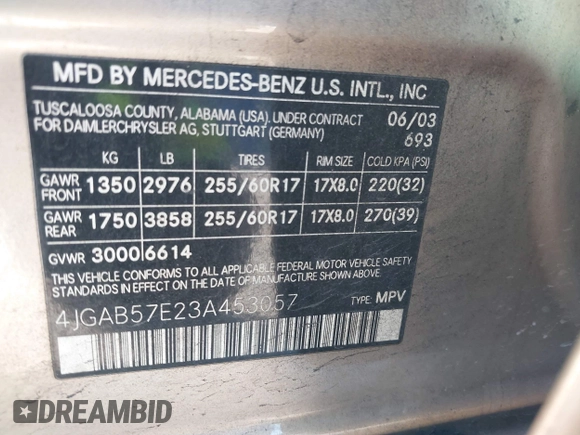 MFD BY MERCEDES-BENZ U.S. INTL., INC
TUSCALOOSA COUNTY, ALABAMA (USA). UNDER CONTRACT 06/03
FOR DAIMLERCHRYSLER AG, STUTTGART (GERMANY) 693
KG LB TIRES RIM SIZE COLD KPA (PSI)
GAWR FRONT 1350 2976 255/60R17 17X8.0 220(32)
GAWR REAR 1750 3858 255/60R17 17X8.0 270(39)
GVWR 3000 6614
THIS VEHICLE CONFORMS TO ALL APPLICABLE FEDERAL MOTOR VEHICLE
SAFETY STANDARDS IN EFFECT ON THE DATE OF MANUFACTURE SHOWN ABOVE.
4JGAB57E23A453057 TYPE: MPV
DREAMBID